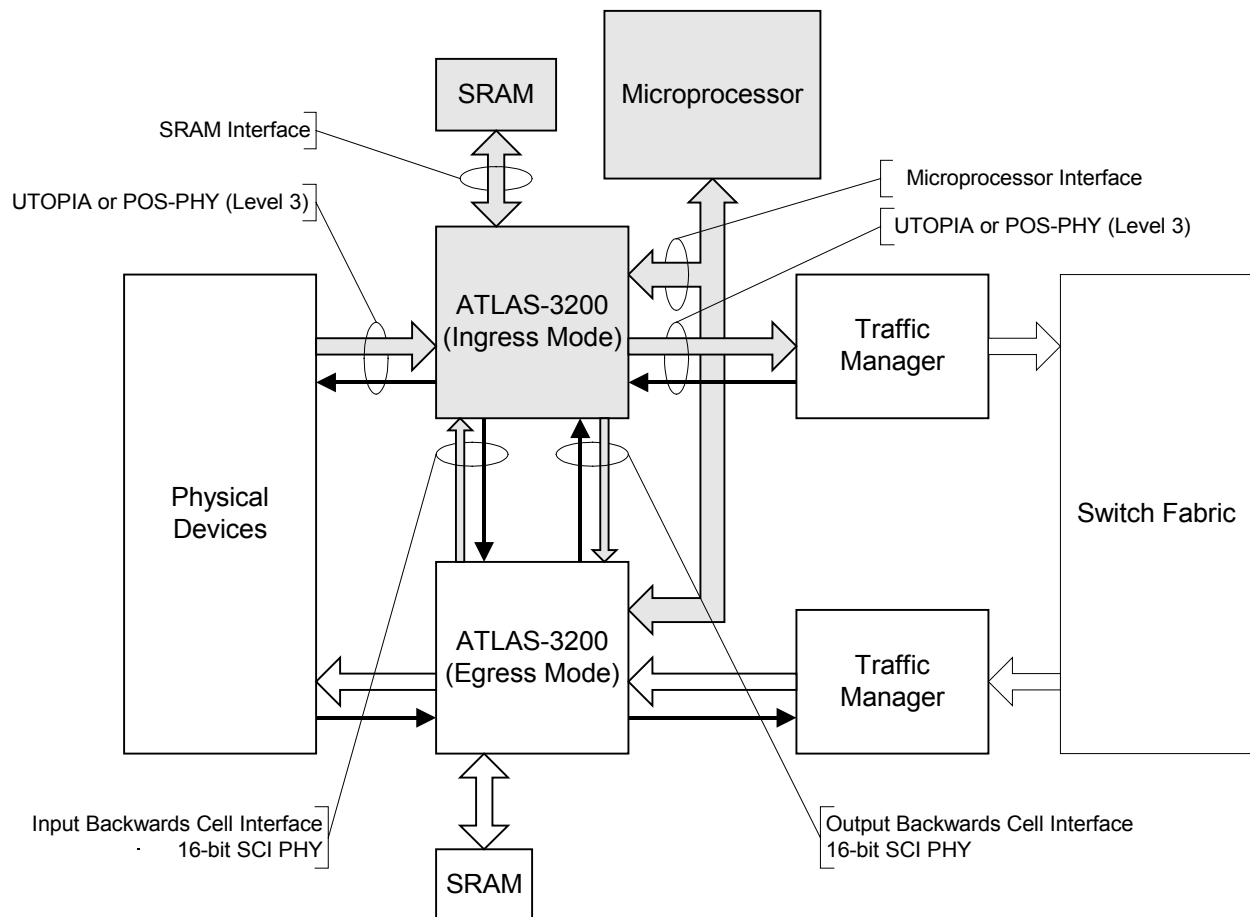 SRAM
Microprocessor
SRAM Interface
Microprocessor Interface
UTOPIA or POS-PHY (Level 3)
UTOPIA or POS-PHY (Level 3)
ATLAS-3200
(Ingress Mode)
Traffic
Manager
Physical
Devices
Switch Fabric
ATLAS-3200
(Egress Mode)
Traffic
Manager
Input Backwards Cell Interface
16-bit SCI PHY
Output Backwards Cell Interface
16-bit SCI PHY
SRAM